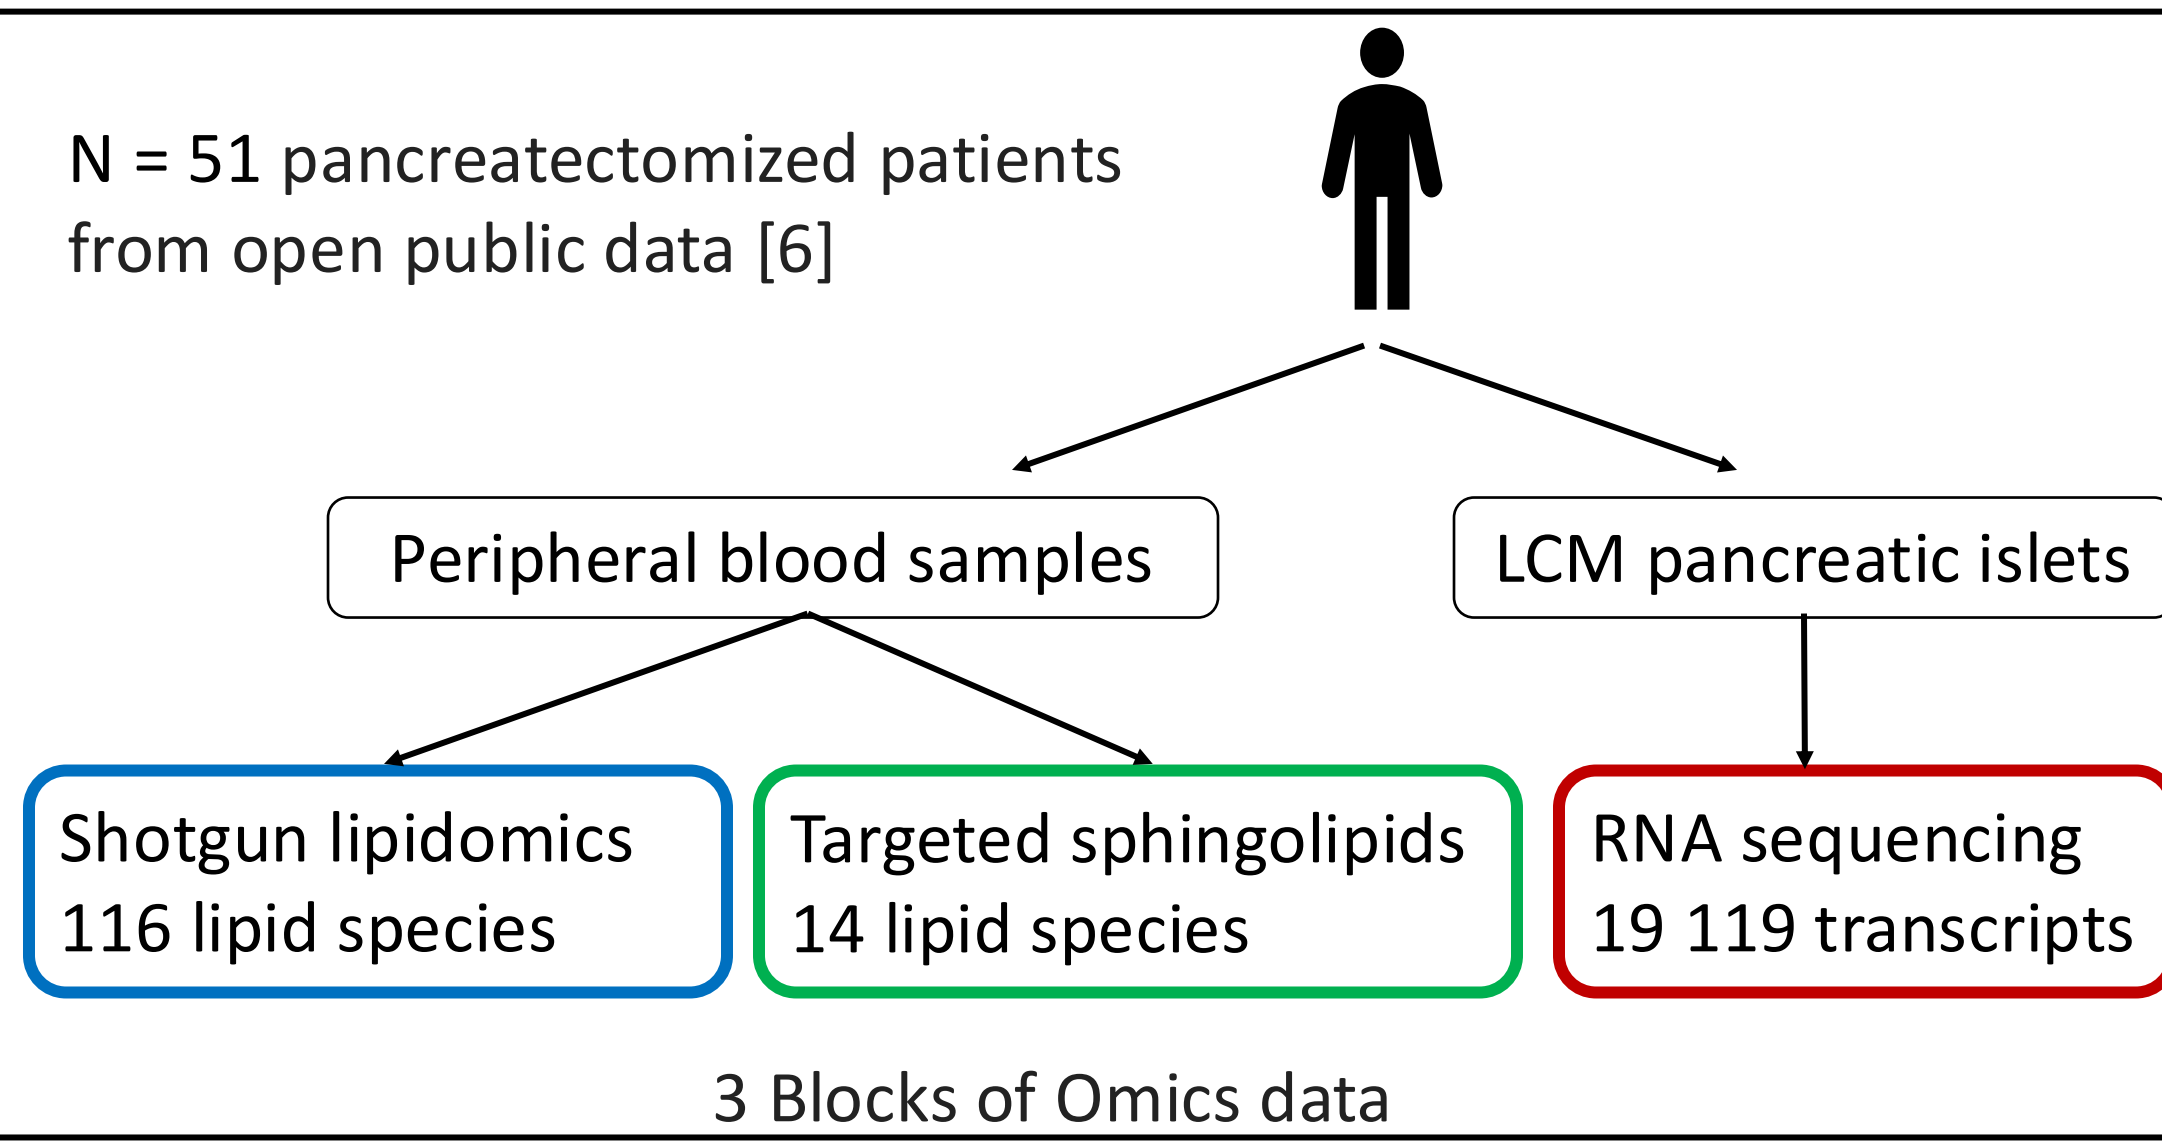 N = 51 pancreatectomized patients
from open public data [6]
Peripheral blood samples
LCM pancreatic islets
Shotgun lipidomics
116 lipid species
Targeted sphingolipids
14 lipid species
RNA sequencing
19 119 transcripts
3 Blocks of Omics data